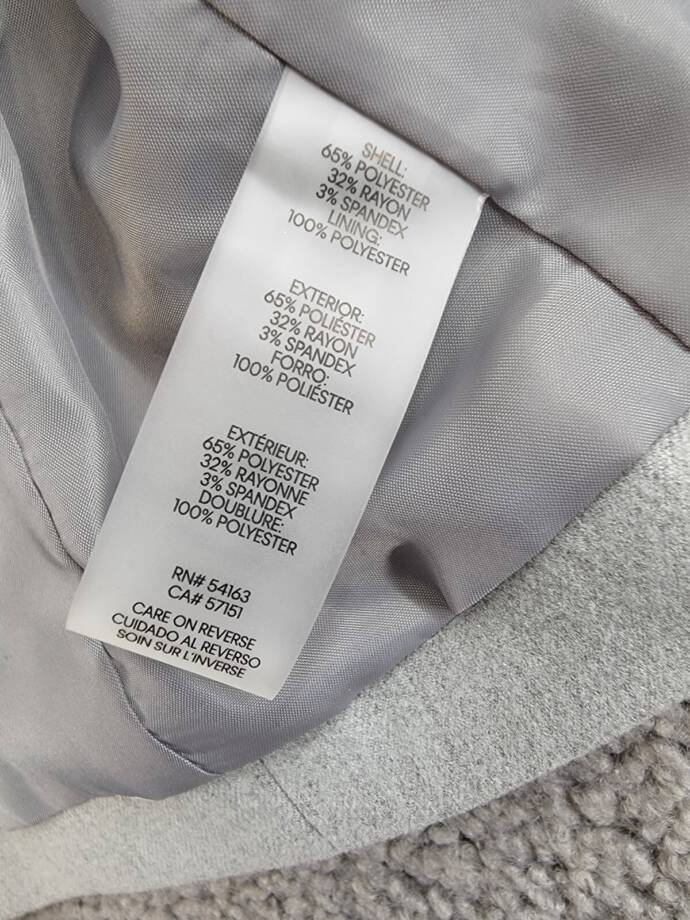 SHELL:
65% POLYESTER
32% RAYON
3% SPANDEX
LINING:
100% POLYESTER
EXTERIOR:
65% POLIÉSTER
32% RAYON
3% SPANDEX
FORRO:
100% POLIÉSTER
EXTÉRIEUR:
65% POLYESTER
32% RAYONNE
3% SPANDEX
DOUBLURE:
100% POLYESTER
RN# 54163
CA# 57151
CARE ON REVERSE
CUIDADO AL REVERSO
SOIN SUR L'INVERSE